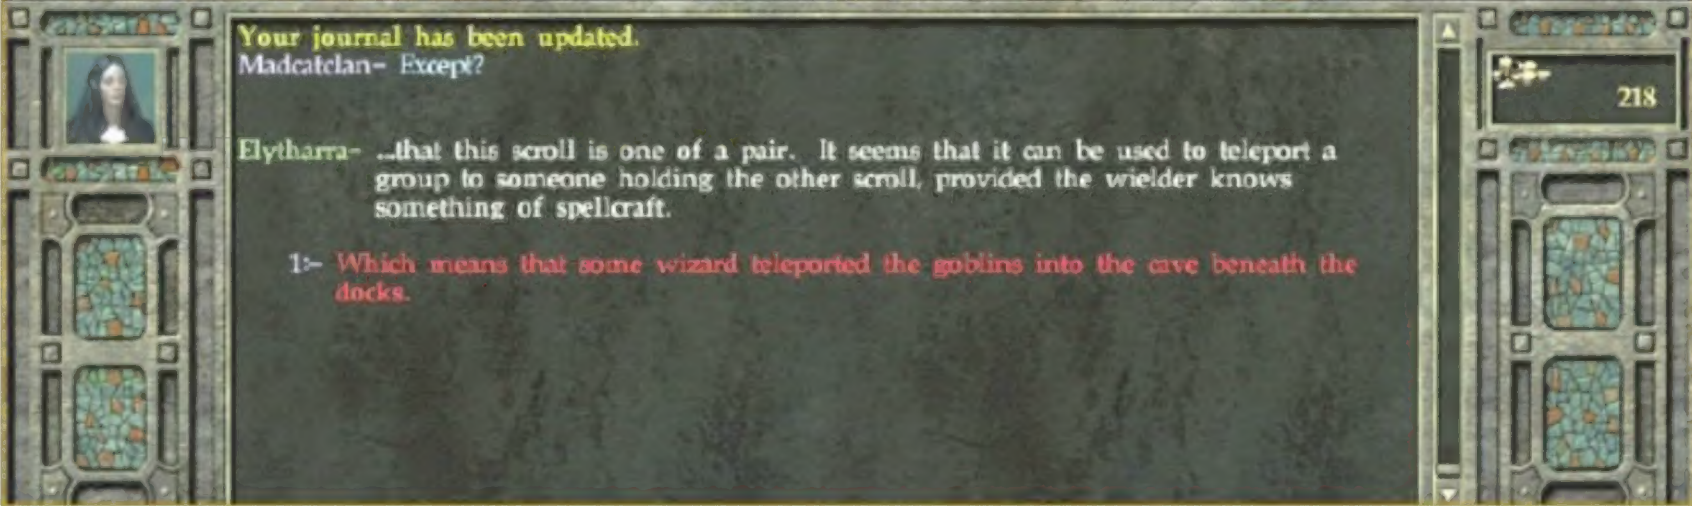 Your journal has been updated.
Madcatclan- Except?
218
Elytharra- ...that this scroll is one of a pair. It seems that it can be used to teleport a
group to someone holding the other scroll, provided the wielder knows
something of spellcraft.
1:- Which means that some wizard teleported the goblins into the cave beneath the
docks.